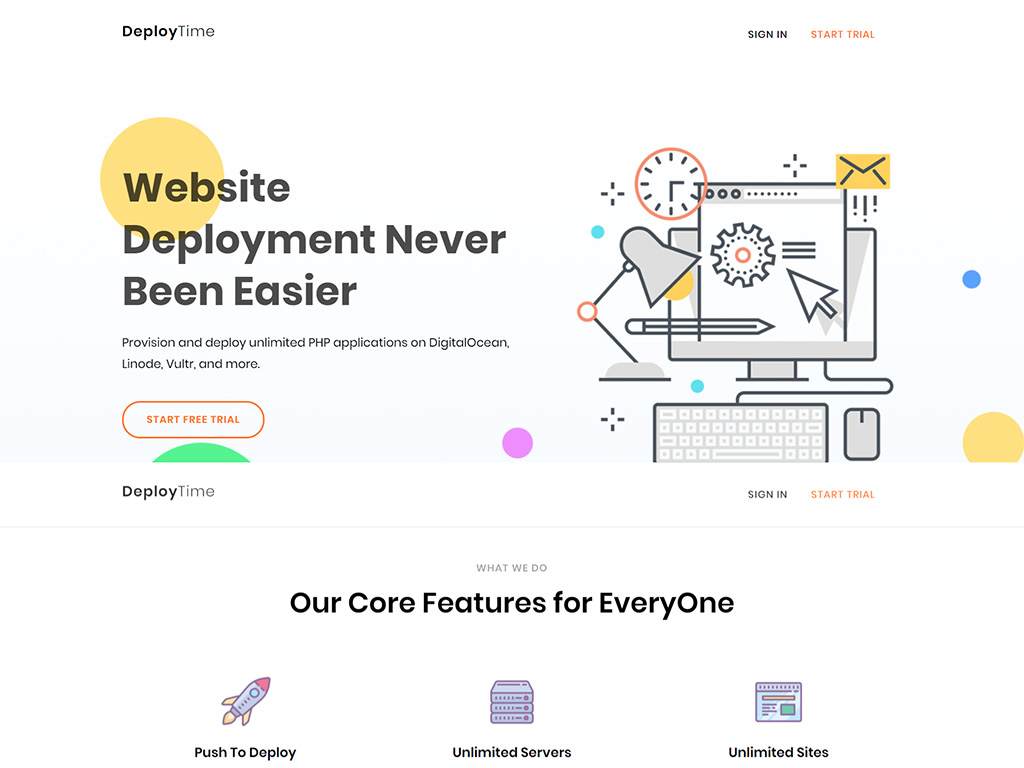 DeployTime
SIGN IN START TRIAL
Website
Deployment Never
Been Easier
Provision and deploy unlimited PHP applications on DigitalOcean,
Linode, Vultr, and more.
START FREE TRIAL
DeployTime
SIGN IN START TRIAL
WHAT WE DO
Our Core Features for EveryOne
Push To Deploy
Unlimited Servers
Unlimited Sites